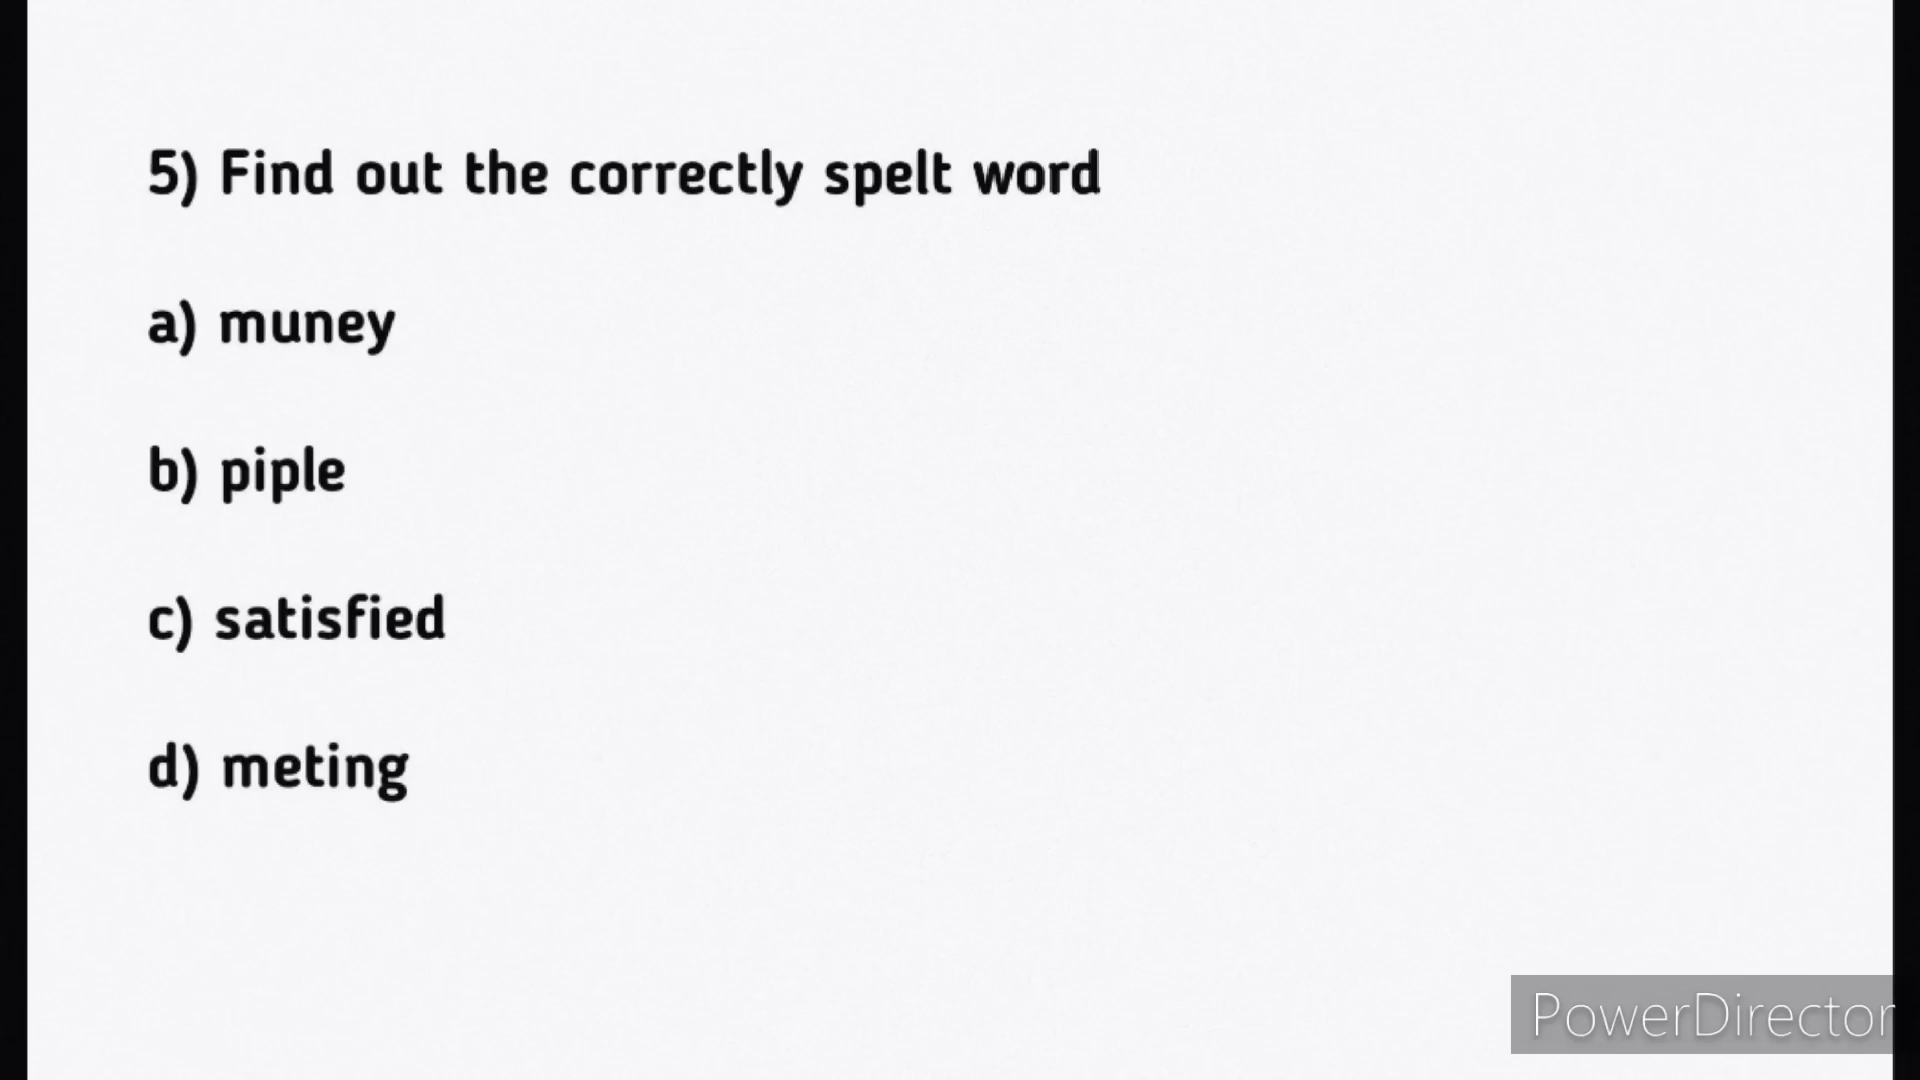 5) Find out the correctly spelt word
a) muney
b) piple
c) satisfied
d) meting
PowerDirector